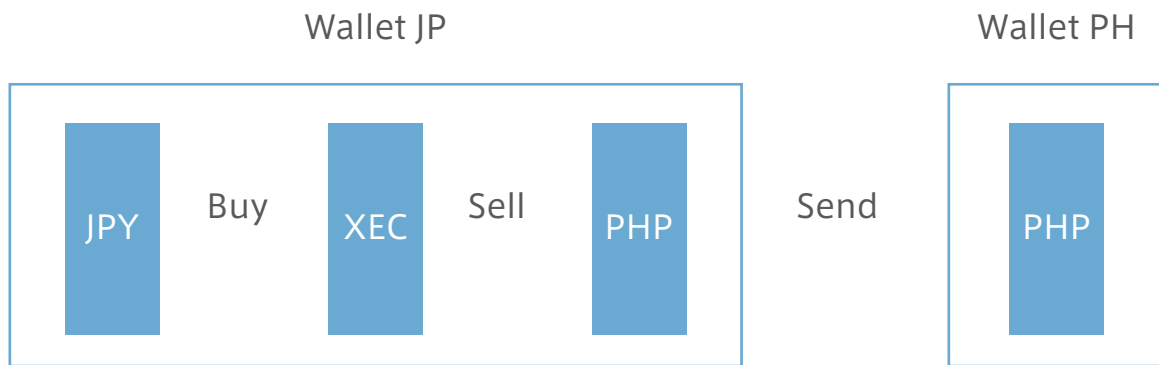 Wallet JP
Wallet PH
JPY
Buy
XEC
Sell
PHP
Send
PHP